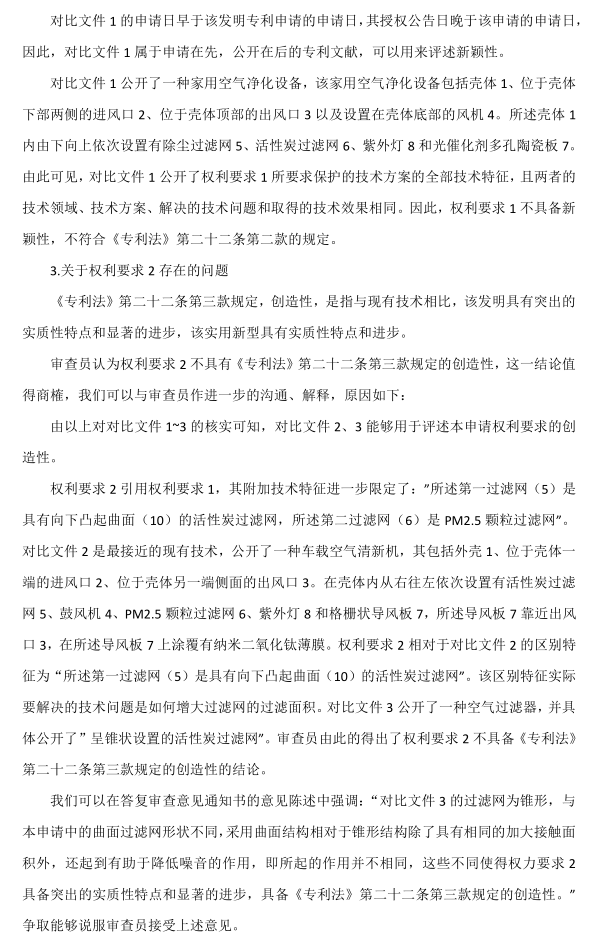 对比文件 1 的申请日早于该发明专利申请的申请日，其授权公告日晚于该申请的申请日，
因此，对比文件 1 属于申请在先，公开在后的专利文献，可以用来评述新颖性。
对比文件 1 公开了一种家用空气净化设备，该家用空气净化设备包括壳体 1、位于壳体
下部两侧的进风口 2、位于壳体顶部的出风口 3 以及设置在壳体底部的风机 4。所述壳体 1
内由下向上依次设置有除尘过滤网 5、活性炭过滤网 6、紫外灯 8 和光催化剂多孔陶瓷板 7。
由此可见，对比文件 1 公开了权利要求 1 所要求保护的技术方案的全部技术特征，且两者的
技术领域、技术方案、解决的技术问题和取得的技术效果相同。因此，权利要求 1 不具备新
颖性，不符合《专利法》第二十二条第二款的规定。
3.关于权利要求 2 存在的问题
《专利法》第二十二条第三款规定，创造性，是指与现有技术相比，该发明具有突出的
实质性特点和显著的进步，该实用新型具有实质性特点和进步。
审查员认为权利要求 2 不具有《专利法》第二十二条第三款规定的创造性，这一结论值
得商榷，我们可以与审查员作进一步的沟通、解释，原因如下：
由以上对对比文件 1~3 的核实可知，对比文件 2、3 能够用于评述本申请权利要求的创
造性。
权利要求 2 引用权利要求 1，其附加技术特征进一步限定了：”所述第一过滤网（5）是
具有向下凸起曲面（10）的活性炭过滤网，所述第二过滤网（6）是 PM2.5 颗粒过滤网”。
对比文件 2 是最接近的现有技术，公开了一种车载空气清新机，其包括外壳 1、位于壳体一
端的进风口 2、位于壳体另一端侧面的出风口 3。在壳体内从右往左依次设置有活性炭过滤
网 5、鼓风机 4、PM2.5 颗粒过滤网 6、紫外灯 8 和格栅状导风板 7，所述导风板 7 靠近出风
口 3，在所述导风板 7 上涂覆有纳米二氧化钛薄膜。权利要求 2 相对于对比文件 2 的区别特
征为“所述第一过滤网（5）是具有向下凸起曲面（10）的活性炭过滤网”。该区别特征实际
要解决的技术问题是如何增大过滤网的过滤面积。对比文件 3 公开了一种空气过滤器，并具
体公开了”呈锥状设置的活性炭过滤网”。审查员由此的得出了权利要求 2 不具备《专利法》
第二十二条第三款规定的创造性的结论。
我们可以在答复审查意见通知书的意见陈述中强调：“对比文件 3 的过滤网为锥形，与
本申请中的曲面过滤网形状不同，采用曲面结构相对于锥形结构除了具有相同的加大接触面
积外，还起到有助于降低噪音的作用，即所起的作用并不相同，这些不同使得权力要求 2
具备突出的实质性特点和显著的进步，具备《专利法》第二十二条第三款规定的创造性。”
争取能够说服审查员接受上述意见。